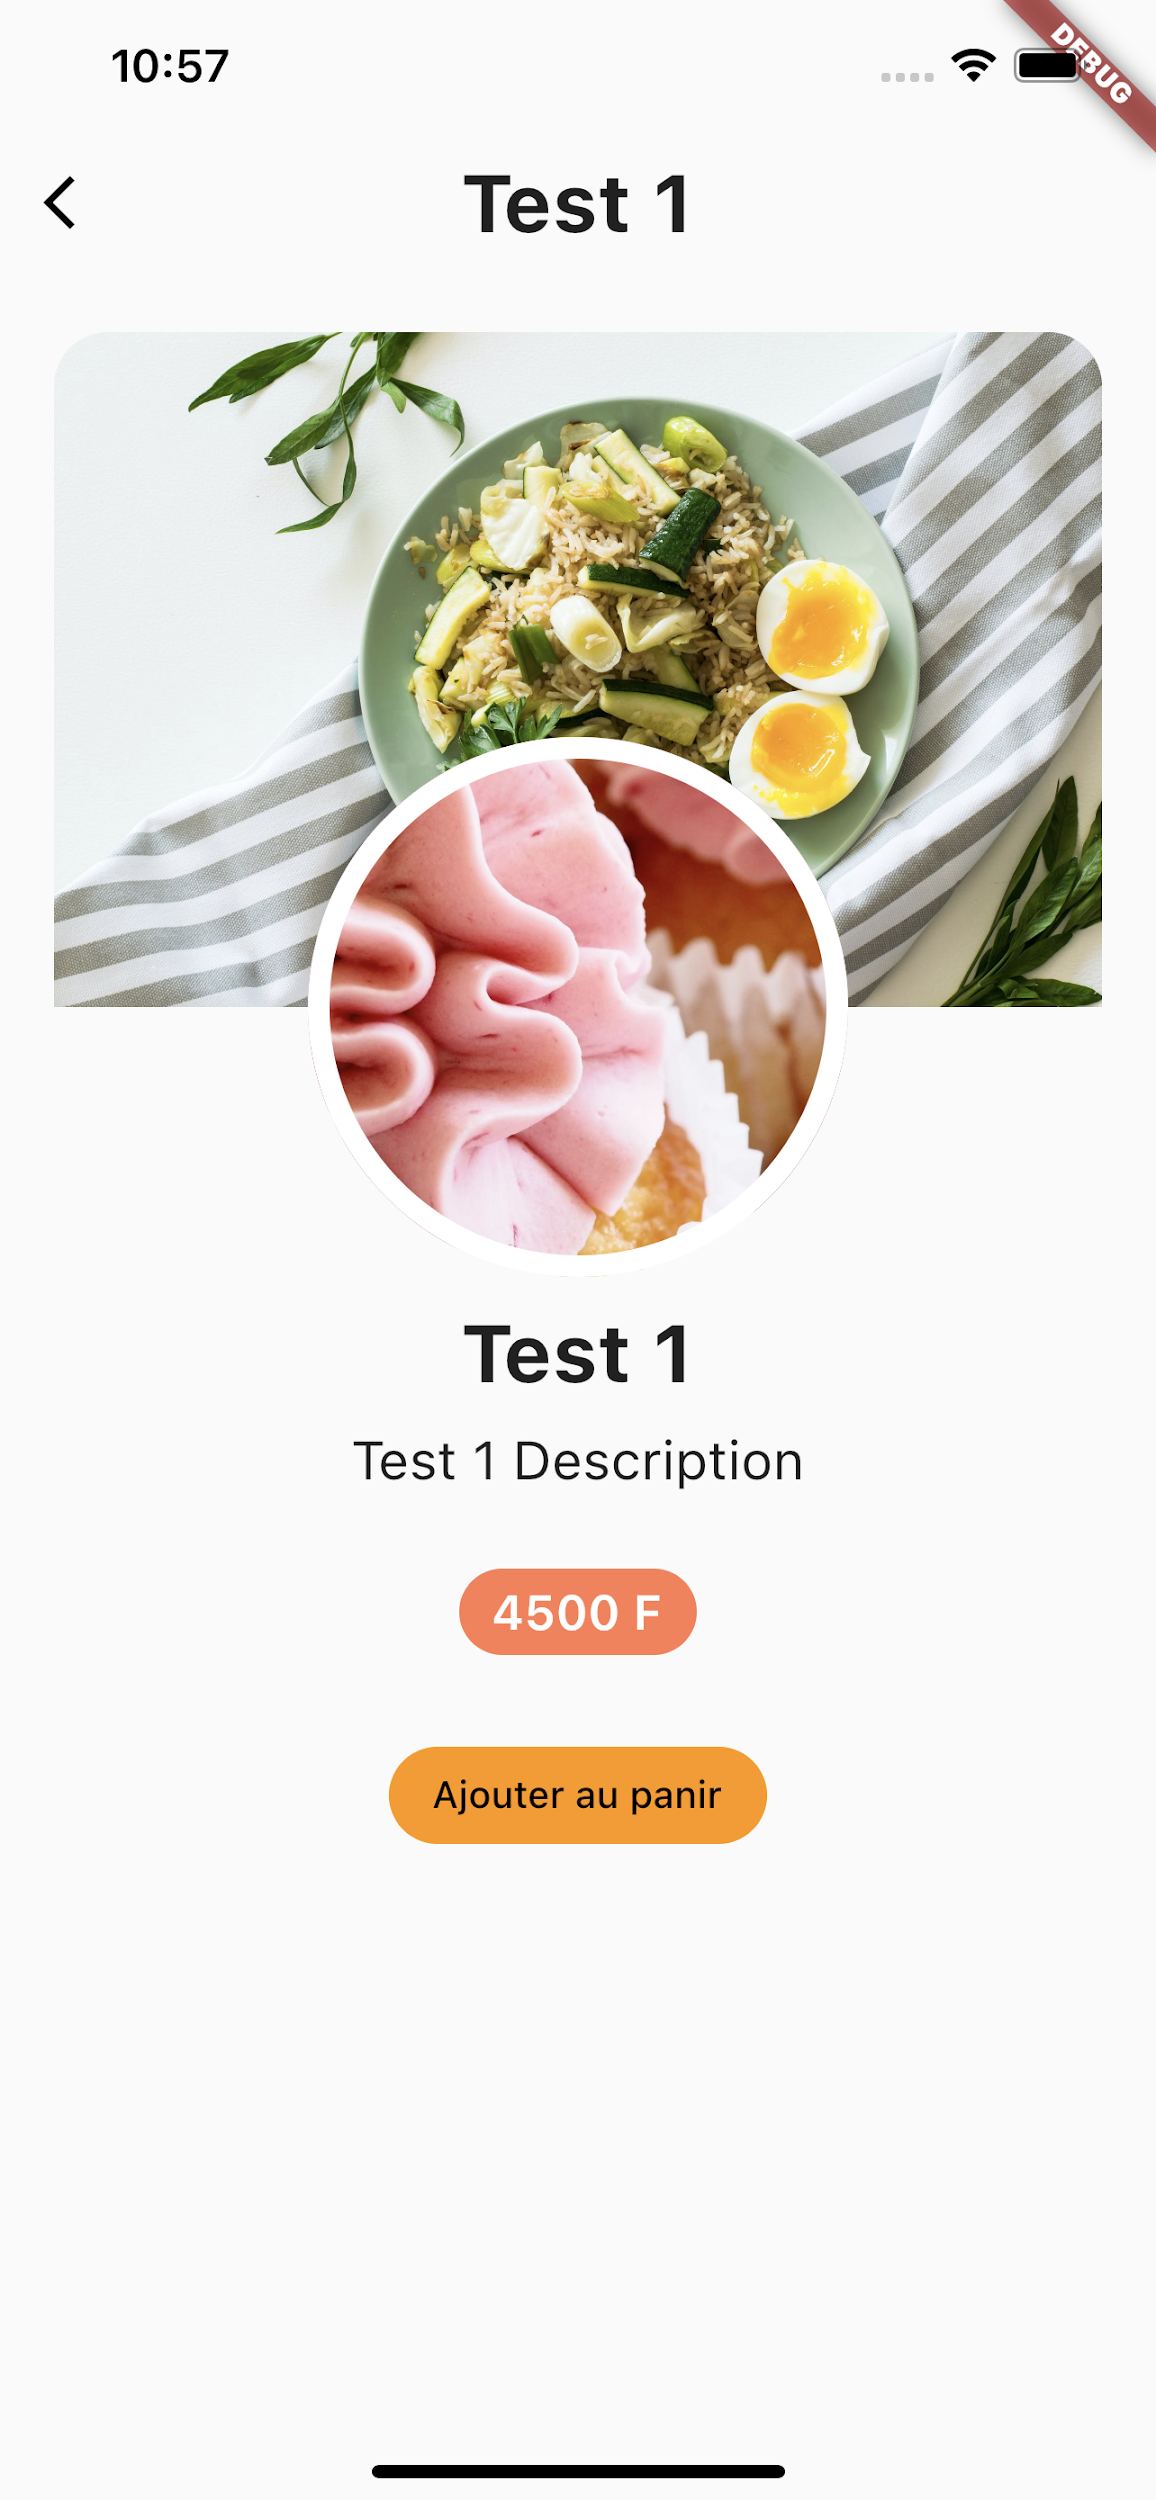 10:57
DEBUG
Test 1
Test 1
Test 1 Description
4500 F
Ajouter au panir